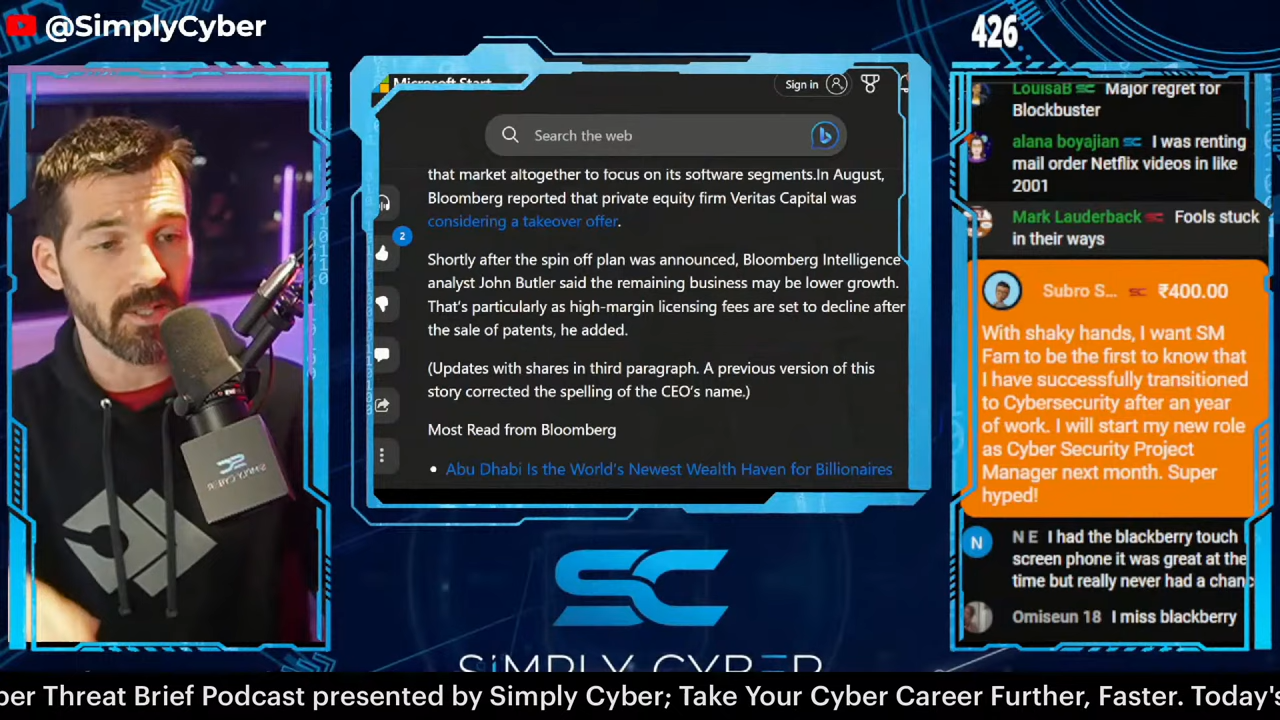 @SimplyCyber
426
Microsoft Start
Sign in
Search the web
that market altogether to focus on its software segments.In August,
Bloomberg reported that private equity firm Veritas Capital was
considering a takeover offer.
2
Shortly after the spin off plan was announced, Bloomberg Intelligence
analyst John Butler said the remaining business may be lower growth.
That's particularly as high-margin licensing fees are set to decline after
the sale of patents, he added.
(Updates with shares in third paragraph. A previous version of this
story corrected the spelling of the CEO's name.)
Most Read from Bloomberg
• Abu Dhabi Is the World's Newest Wealth Haven for Billionaires
LouisaB Major regret for
Blockbuster
alana boyajian I was renting
mail order Netflix videos in like
2001
Mark Lauderback Fools stuck
in their ways
Subro S... ₹400.00
With shaky hands, I want SM
Fam to be the first to know that
I have successfully transitioned
to Cybersecurity after an year
of work. I will start my new role
as Cyber Security Project
Manager next month. Super
hyped!
N
N E I had the blackberry touch
screen phone it was great at the
time but really never had a chanc
Omiseun 18 I miss blackberry
SC
SIMPLY CYBER
SIMPLY CYBER
ber Threat Brief Podcast presented by Simply Cyber; Take Your Cyber Career Further, Faster. Today's